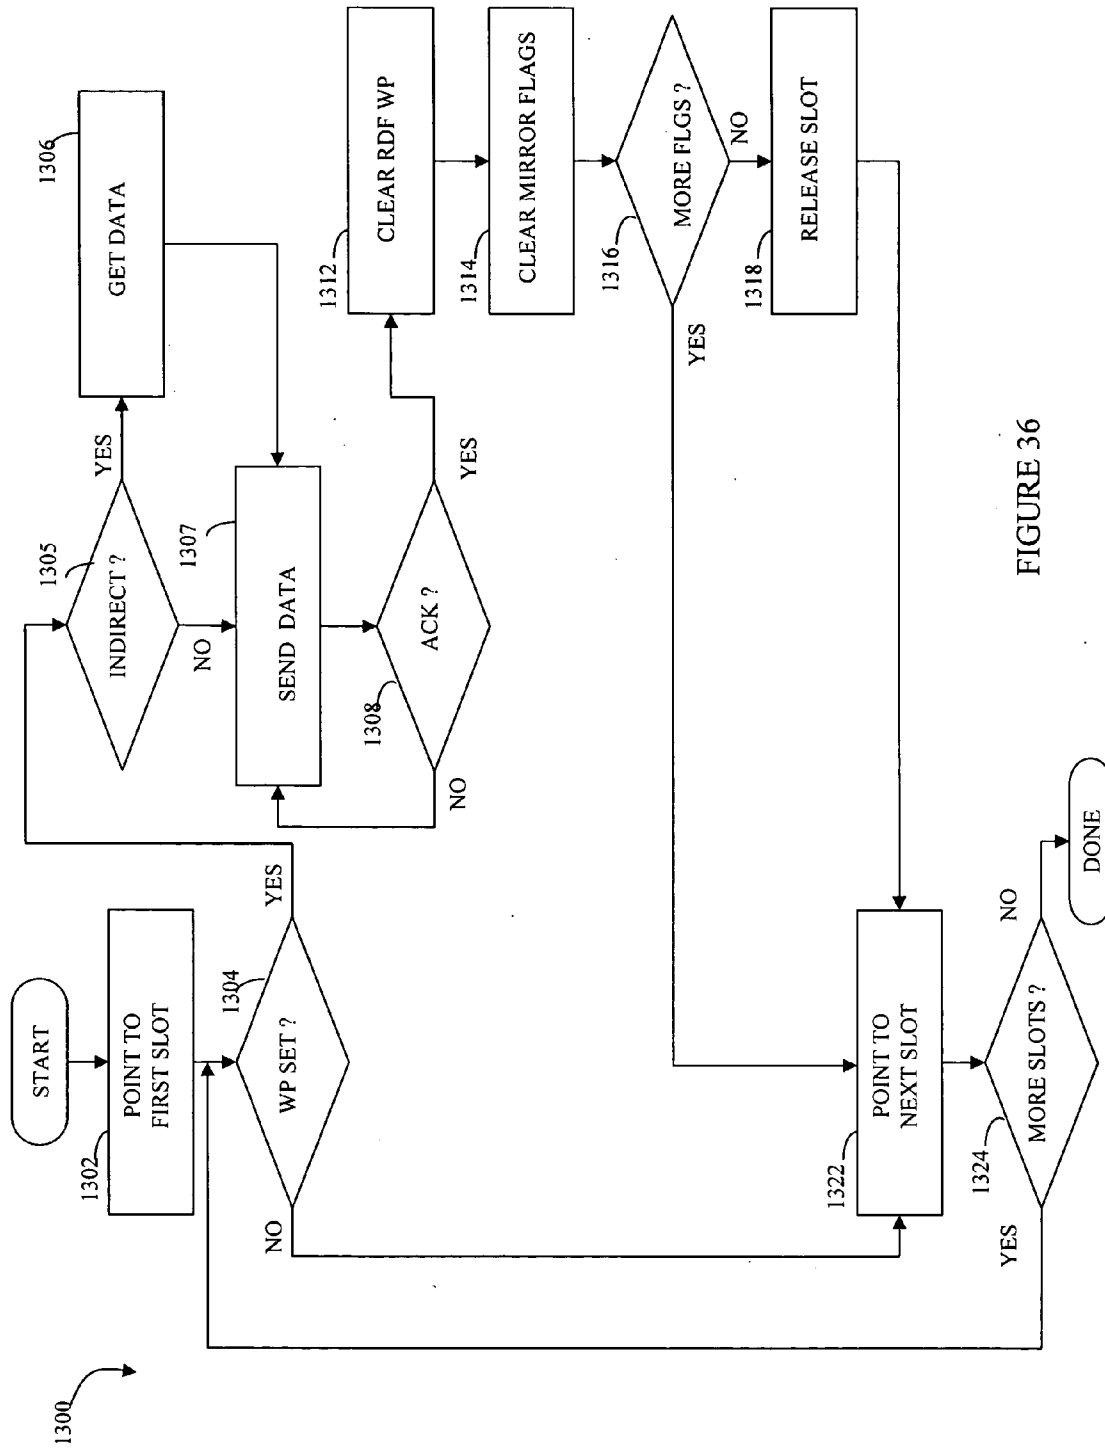 1300
START
1302
POINT TO
FIRST SLOT
1304
WP SET ?
YES
NO
1305
INDIRECT ?
YES
NO
1306
GET DATA
1307
SEND DATA
1308
ACK ?
NO
YES
1312
CLEAR RDF WP
1314
CLEAR MIRROR FLAGS
1316
MORE FLGS ?
YES
NO
1318
RELEASE SLOT
1322
POINT TO
NEXT SLOT
1324
MORE SLOTS ?
YES
NO
DONE
FIGURE 36